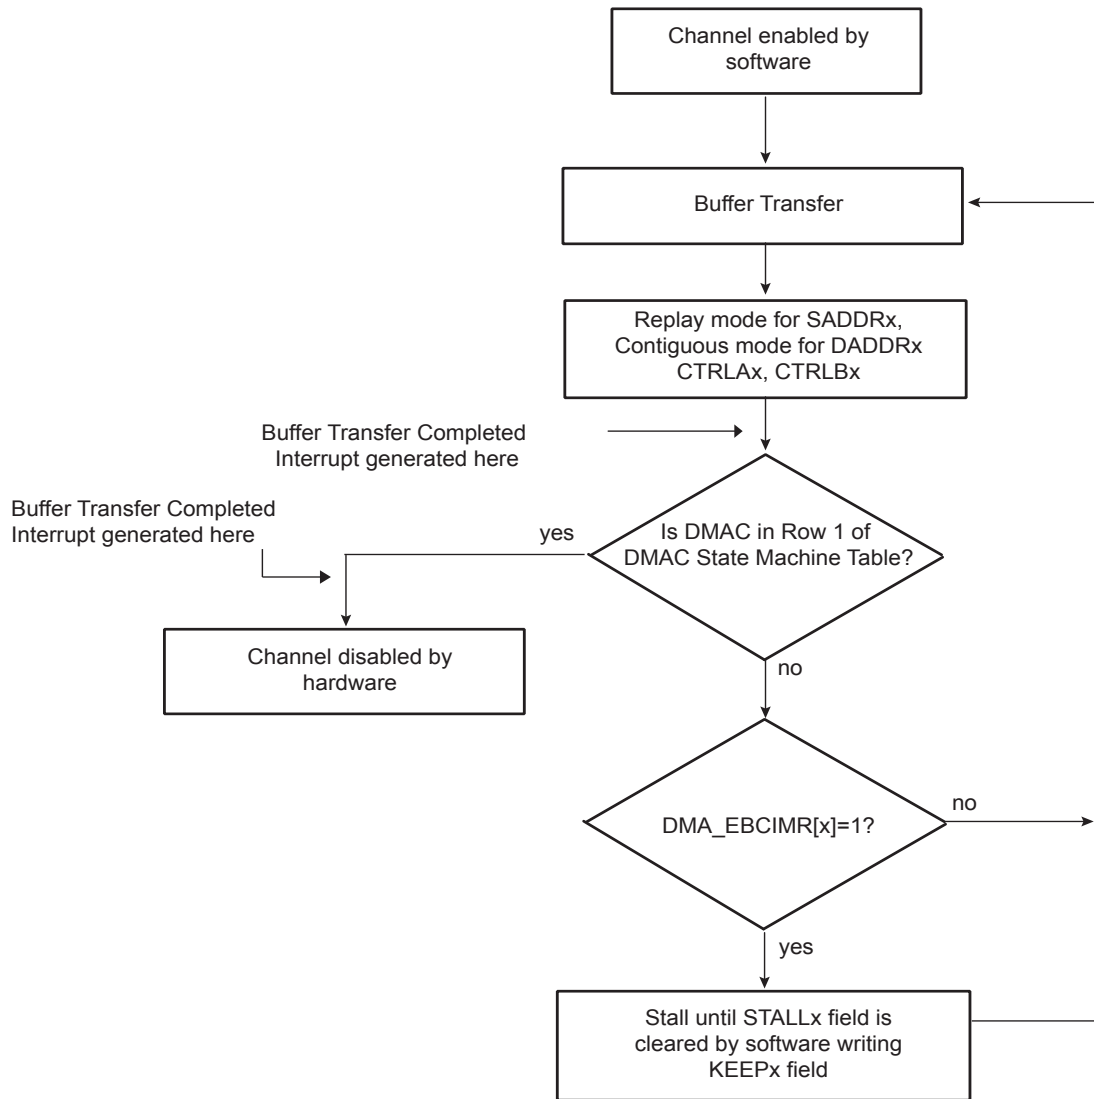 Channel enabled by
software
Buffer Transfer
Replay mode for SADDRx,
Contiguous mode for DADDRx
CTRLAx, CTRLBx
Buffer Transfer Completed
Interrupt generated here
Buffer Transfer Completed
Interrupt generated here
yes
Is DMAC in Row 1 of
DMAC State Machine Table?
Channel disabled by
hardware
no
DMA_EBCIMR[x]=1?
no
yes
Stall until STALLx field is
cleared by software writing
KEEPx field